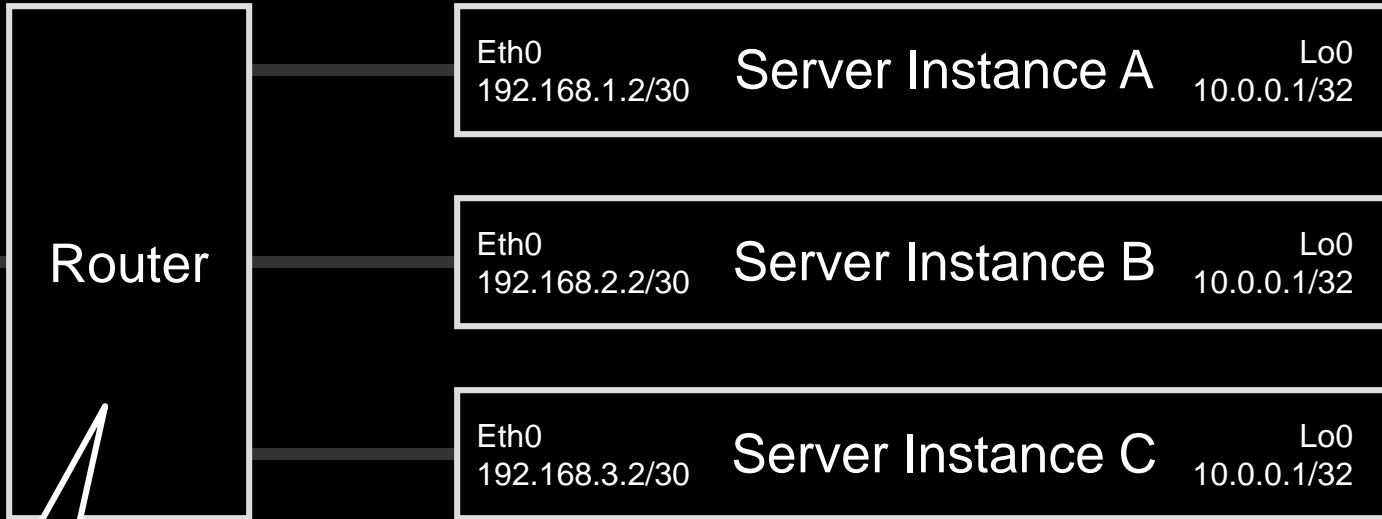 Router
Eth0
192.168.1.2/30
Server Instance A
Lo0
10.0.0.1/32
Eth0
192.168.2.2/30
Server Instance B
Lo0
10.0.0.1/32
Eth0
192.168.3.2/30
Server Instance C
Lo0
10.0.0.1/32